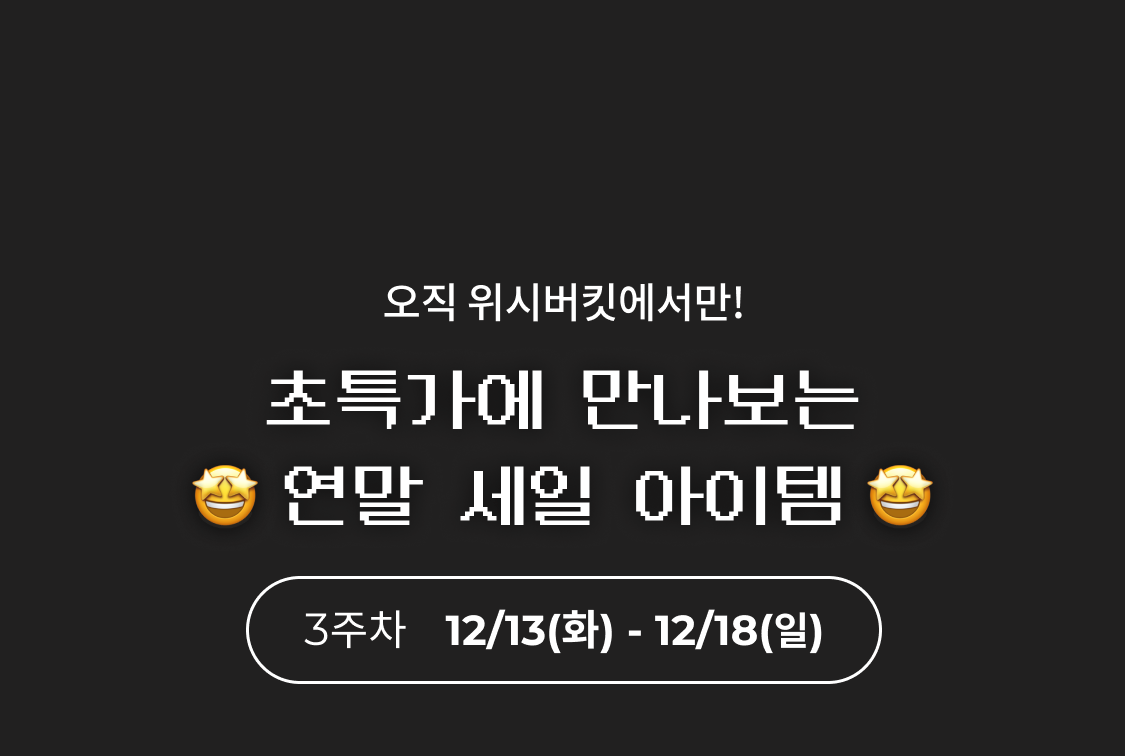 오직 위시버킷에서만!
초특가에 만나보는
🤩 연말 세일 아이템 🤩
3주차 12/13(화) - 12/18(일)